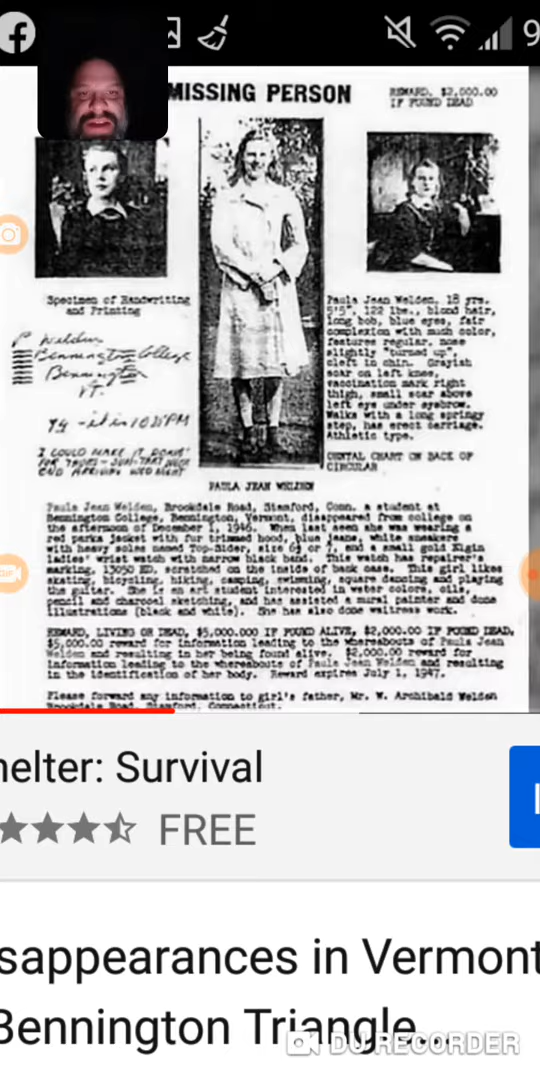 9
MISSING PERSON
REWARD, $2,000.00
IF FOUND DEAD
Specimen of Handwriting
and Printing
P Welden
Bennington College
Bennington
VT.
Paula Jean Welden, 18 yrs.
5'5", 122 lbs., blond hair,
long bob, blue eyes, fair
complexion with much color,
features regular, nose
slightly "turned up",
cleft in chin. Grayish
scar on left knee,
vaccination mark right
thigh, small scar above
left eye under eyebrow.
Walks with a long springy
step, has erect carriage.
Athletic type.
DENTAL CHART ON BACK OF
CIRCULAR
PAULA JEAN WELDEN
Paula Jean Welden, Brookdale Road, Stamford, Conn. a student at
Bennington College, Bennington, Vermont, disappeared from college on
the afternoon of December 1, 1946. When last seen she was wearing a
red parka jacket with fur trimmed hood, blue jeans, white sneakers
with heavy soles named Top-Sider, size 6½ or 7, and a small gold Elgin
ladies' wrist watch with narrow black band. This watch has repairer's
marking, 13050 HD, scratched on the inside of back case. This girl likes
skating, bicycling, hiking, camping, swimming, square dancing and playing
the guitar. She is an art student interested in water colors, oils,
pencil and charcoal sketching, and has assisted a mural painter and done
illustrations (black and white). She has also done waitress work.
REWARD, LIVING OR DEAD, $5,000.00 IF FOUND ALIVE, $2,000.00 IF FOUND DEAD,
$5,000.00 reward for information leading to the whereabouts of Paula Jean
Welden and resulting in her being found alive. $2,000.00 reward for
information leading to the whereabouts of Paula Jean Welden and resulting
in the identification of her body. Reward expires July 1, 1947.
Please forward any information to girl's father, Mr. W. Archibald Welden
Brookdale Road, Stamford, Connecticut.
helter: Survival
FREE
sappearances in Vermont
Bennington Triangle...
DU RECORDER